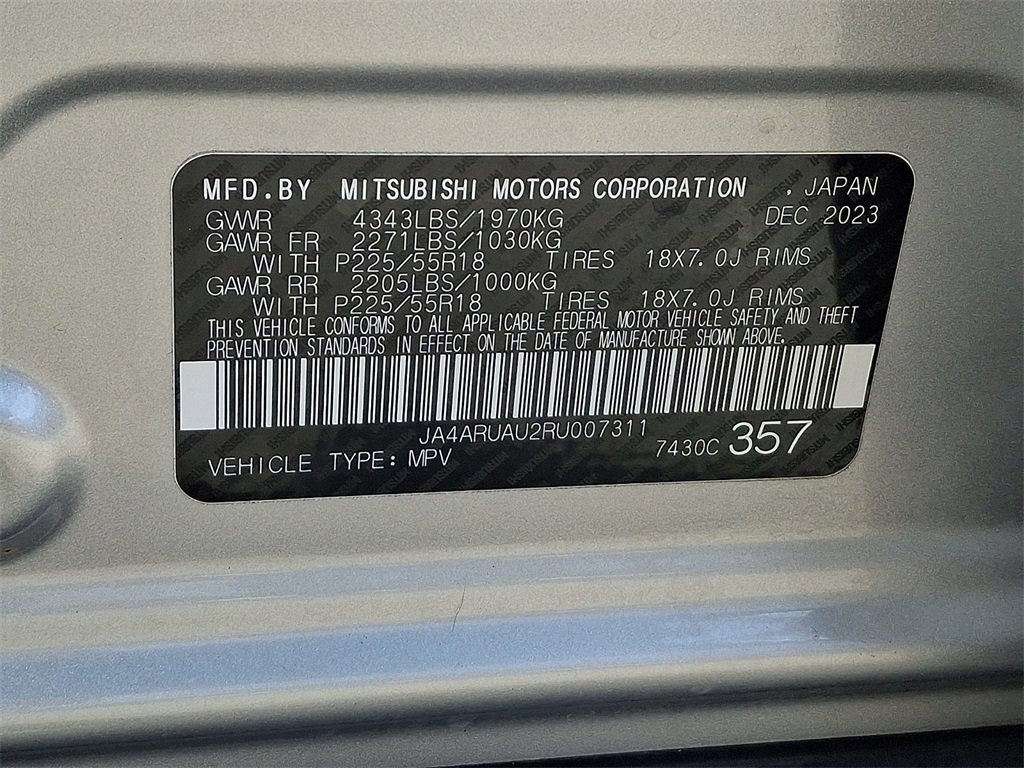 MFD.BY MITSUBISHI MOTORS CORPORATION . JAPAN
GVWR 4343LBS/1970KG DEC 2023
GAWR FR 2271LBS/1030KG
WITH P225/55R18 TIRES 18X7.0J RIMS
GAWR RR 2205LBS/1000KG
WITH P225/55R18 TIRES 18X7.0J RIMS
THIS VEHICLE CONFORMS TO ALL APPLICABLE FEDERAL MOTOR VEHICLE SAFETY AND THEFT
PREVENTION STANDARDS IN EFFECT ON THE DATE OF MANUFACTURE SHOWN ABOVE.
JA4ARUAU2RU007311
VEHICLE TYPE: MPV 7430C 357